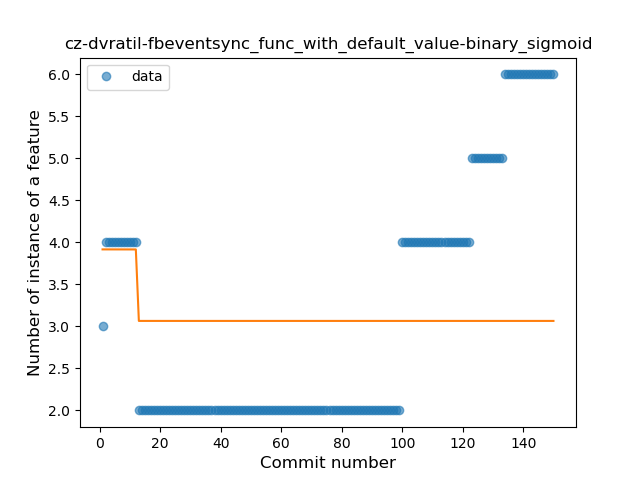 cz-dvratil-fbeventsync_func_with_default_value-binary_sigmoid
data
Number of instance of a feature
6.0
5.5
5.0
4.5
4.0
3.5
3.0
2.5
2.0
0 20 40 60 80 100 120 140
Commit number